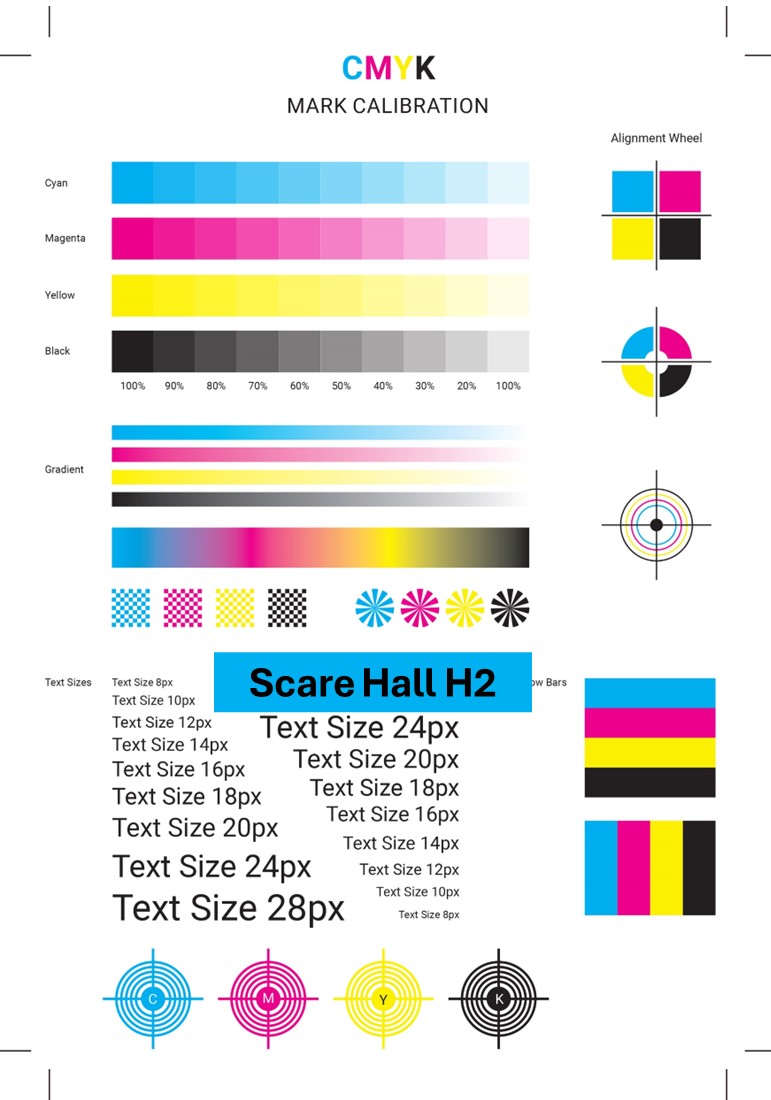 CMYK
MARK CALIBRATION
Alignment Wheel
Cyan
Magenta
Yellow
Black
100% 90% 80% 70% 60% 50% 40% 30% 20% 100%
Gradient
Scare Hall H2
Text Sizes
Text Size 8px
Text Size 10px
Text Size 12px
Text Size 14px
Text Size 16px
Text Size 18px
Text Size 20px
Text Size 24px
Text Size 28px
Text Size 24px
Text Size 20px
Text Size 18px
Text Size 16px
Text Size 14px
Text Size 12px
Text Size 10px
Text Size 8px
Bars
C
M
Y
K